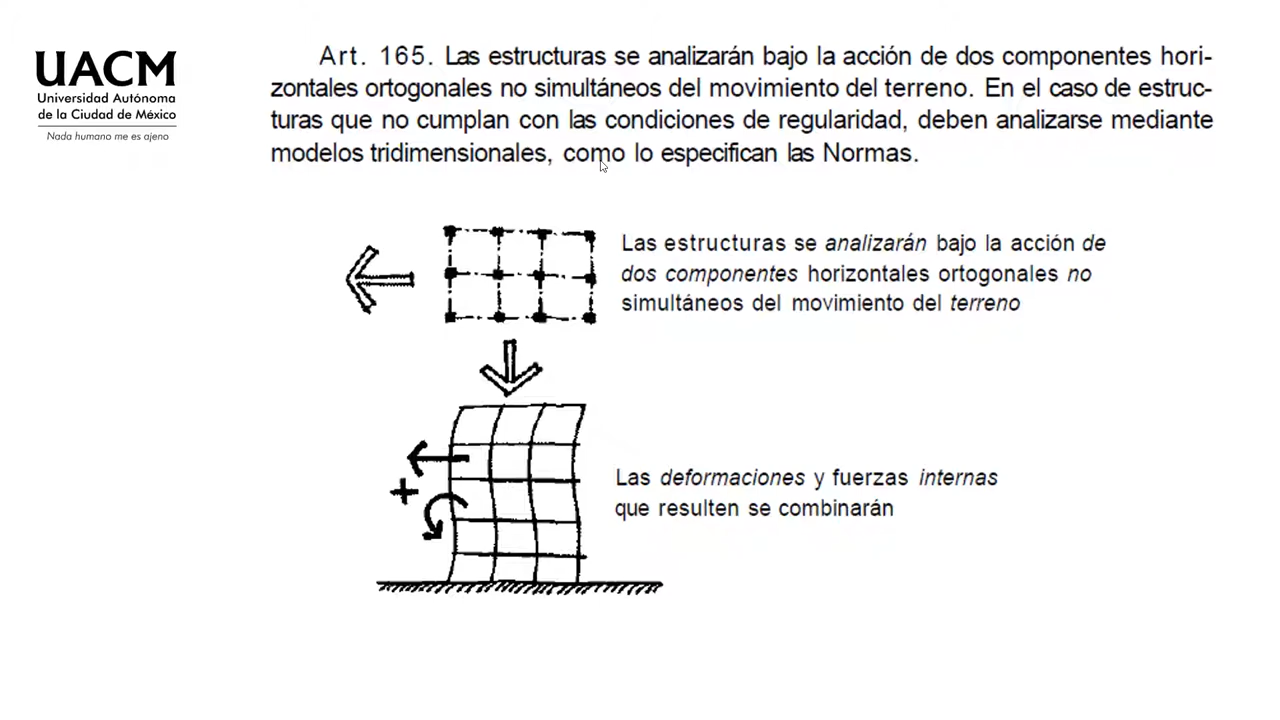 UACM
Universidad Autónoma
de la Ciudad de México
Nada humano me es ajeno
Art. 165. Las estructuras se analizarán bajo la acción de dos componentes hori-
zontales ortogonales no simultáneos del movimiento del terreno. En el caso de estruc-
turas que no cumplan con las condiciones de regularidad, deben analizarse mediante
modelos tridimensionales, como lo especifican las Normas.
Las estructuras se analizarán bajo la acción de
dos componentes horizontales ortogonales no
simultáneos del movimiento del terreno
+
Las deformaciones y fuerzas internas
que resulten se combinarán